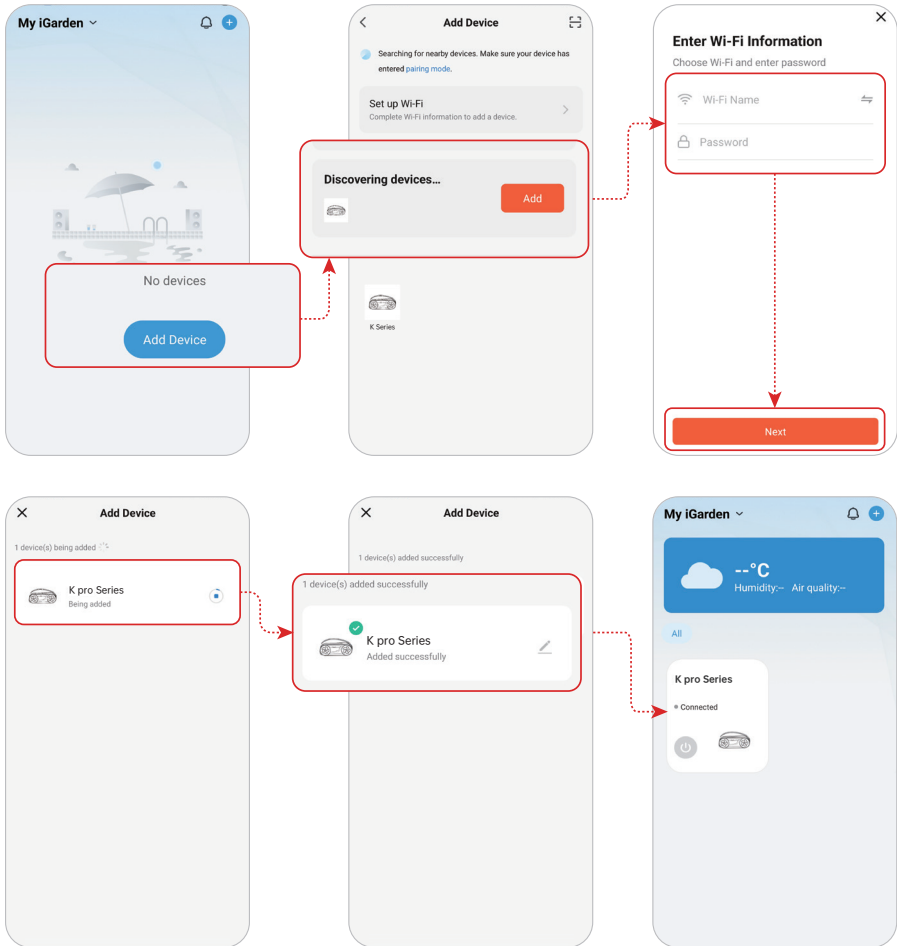 My iGarden
No devices
Add Device
Add Device
Searching for nearby devices. Make sure your device has
entered pairing mode.
Set up Wi-Fi
Complete Wi-Fi information to add a device.
Discovering devices...
Add
K Series
Enter Wi-Fi Information
Choose Wi-Fi and enter password
Wi-Fi Name
Password
Next
Add Device
1 device(s) being added
K pro Series
Being added
Add Device
1 device(s) added successfully
1 device(s) added successfully
K pro Series
Added successfully
My iGarden
--°C
Humidity:-- Air quality:--
All
K pro Series
Connected